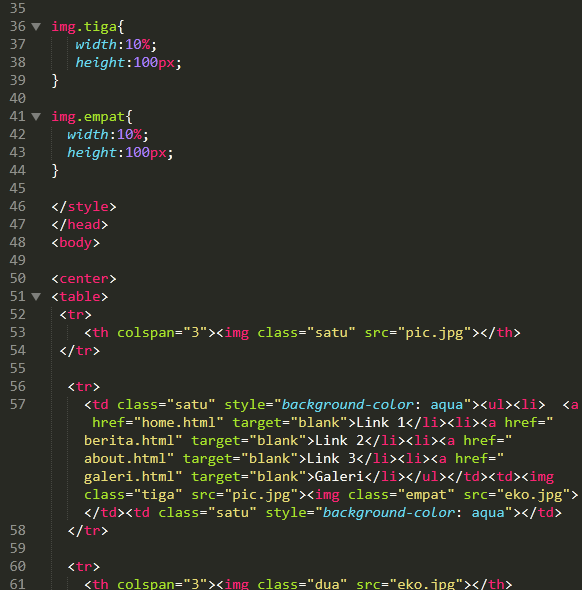 35
36 img.tiga{
37 width:10%;
38 height:100px;
39 }
40
41 img.empat{
42 width:10%;
43 height:100px;
44 }
45
46 </style>
47 </head>
48 <body>
49
50 <center>
51 <table>
52 <tr>
53 <th colspan="3"><img class="satu" src="pic.jpg"></th>
54 </tr>
55
56 <tr>
57 <td class="satu" style="background-color: aqua"><ul><li> <a
href="home.html" target="blank">Link 1</li><li><a href="
berita.html" target="blank">Link 2</li><li><a href="
about.html" target="blank">Link 3</li><li><a href="
galeri.html" target="blank">Galeri</li></ul></td><td><img
class="tiga" src="pic.jpg"><img class="empat" src="eko.jpg">
</td><td class="satu" style="background-color: aqua"></td>
58 </tr>
59
60 <tr>
61 <th colspan="3"><img class="dua" src="eko.jpg"></th>